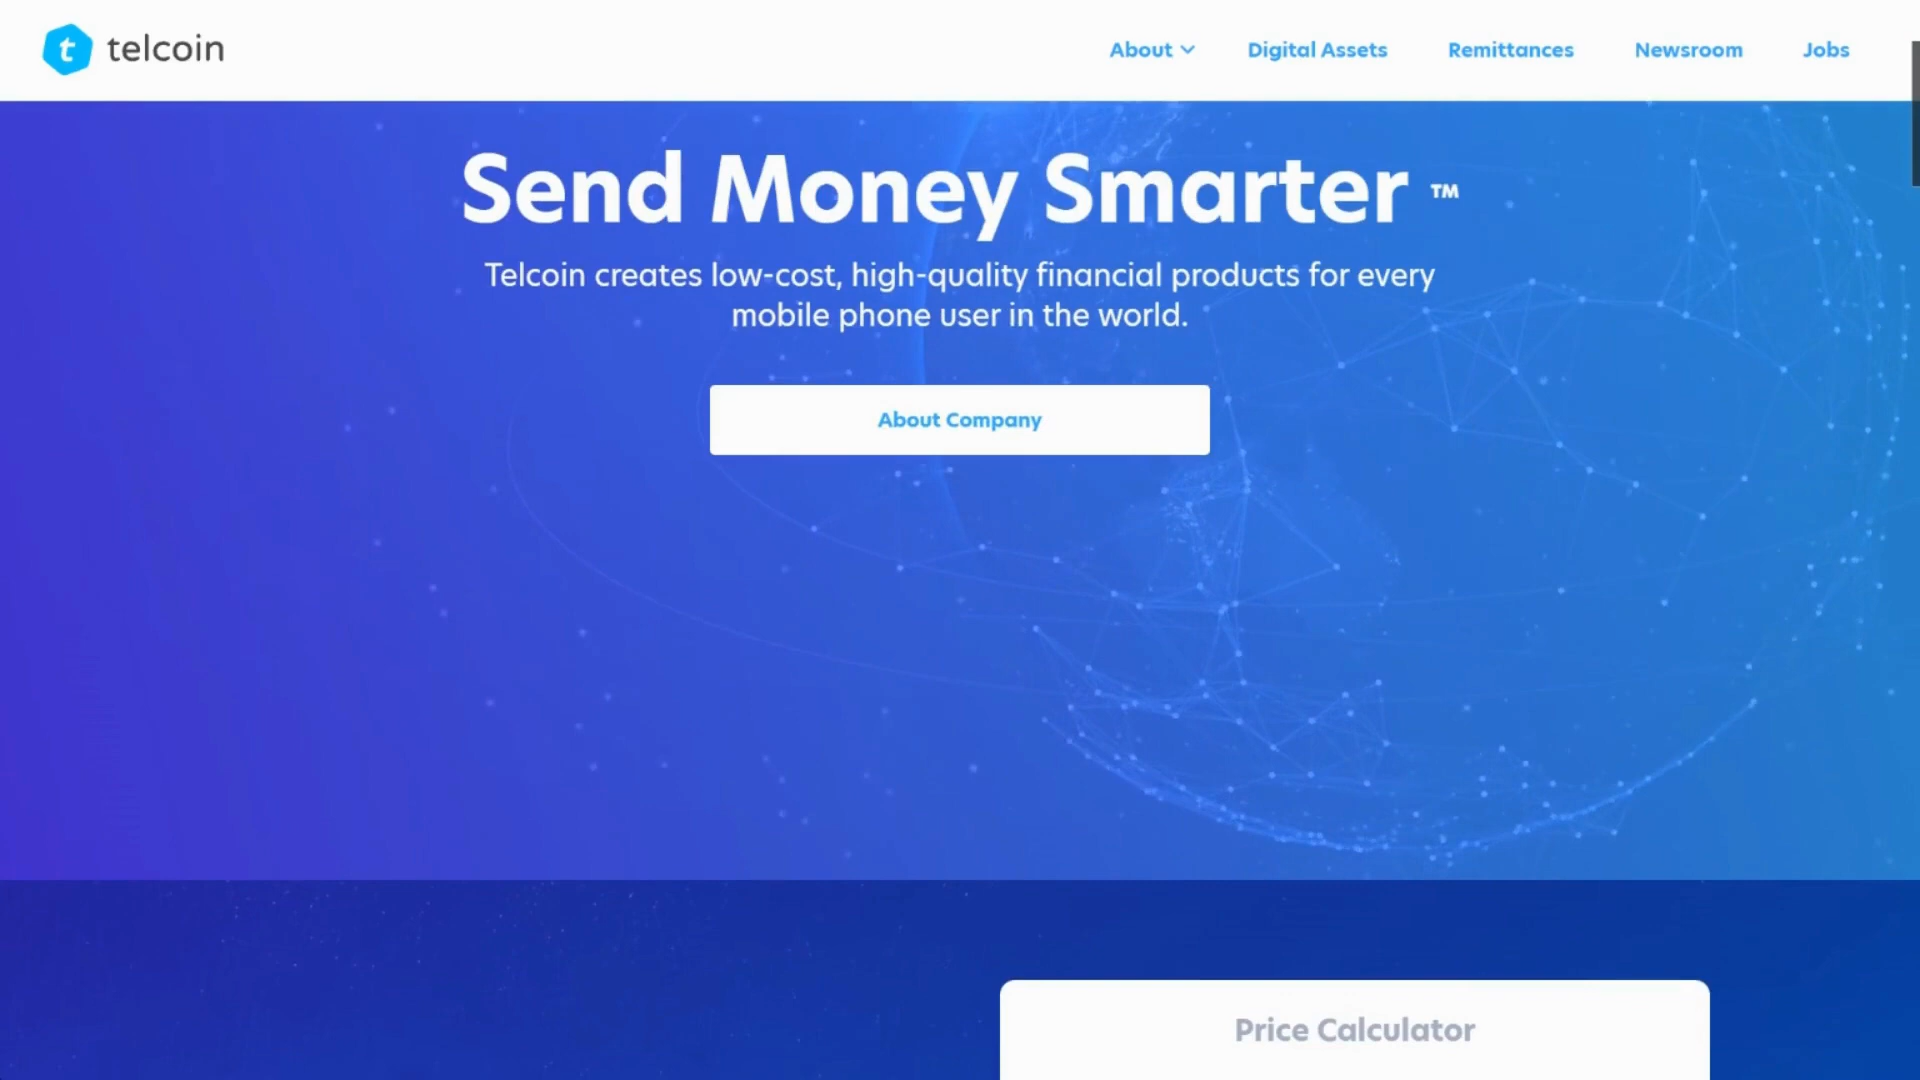 telcoin
About
Digital Assets
Remittances
Newsroom
Jobs
Send Money Smarter ™
Telcoin creates low-cost, high-quality financial products for every
mobile phone user in the world.
About Company
Price Calculator